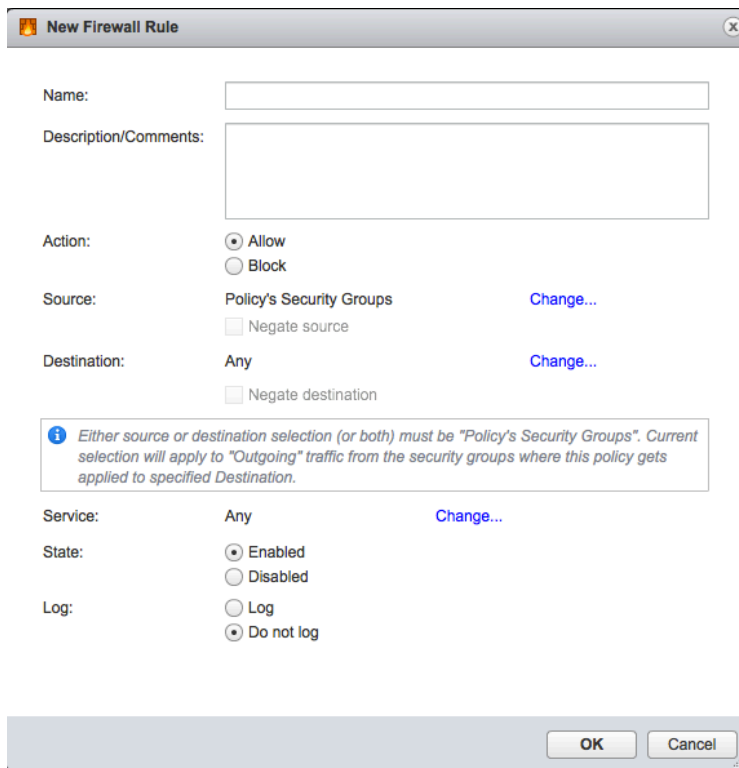 New Firewall Rule
x
Name:
Description/Comments:
Action:
Allow
Block
Source:
Policy's Security Groups
Change...
Negate source
Destination:
Any
Change...
Negate destination
Either source or destination selection (or both) must be "Policy's Security Groups". Current
selection will apply to "Outgoing" traffic from the security groups where this policy gets
applied to specified Destination.
Service:
Any
Change...
State:
Enabled
Disabled
Log:
Log
Do not log
OK
Cancel